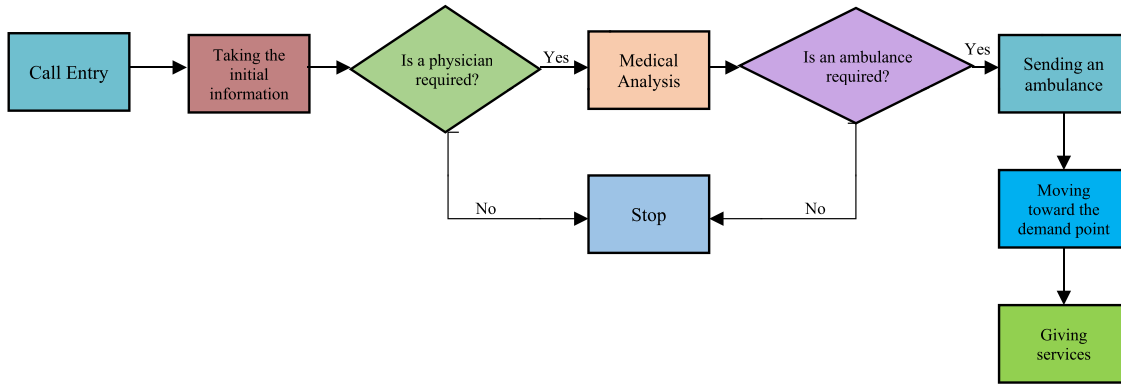 Call Entry
Taking the
initial
information
Is a physician
required?
Yes
Medical
Analysis
Is an ambulance
required?
Yes
Sending an
ambulance
No
Stop
No
Moving
toward the
demand point
Giving
services